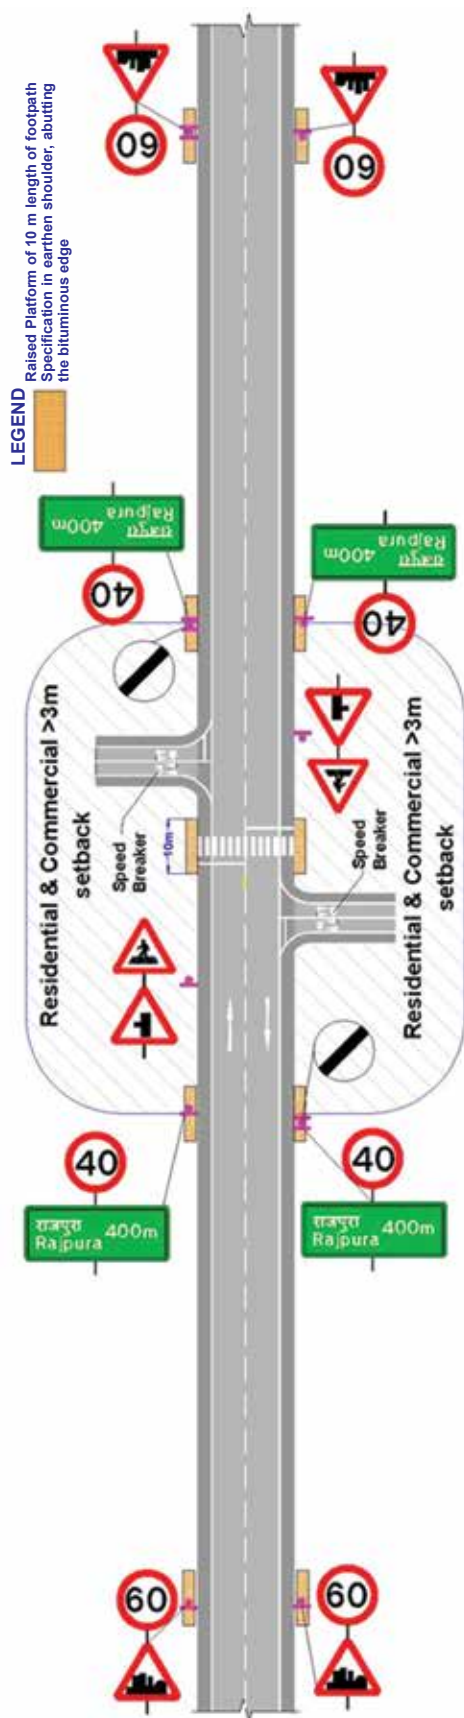 LEGEND
Raised Platform of 10 m length of footpath
Specification in earthen shoulder, abutting
the bituminous edge
60
60
राजपुरा
Rajpura 400m
40
राजपुरा
Rajpura 400m
40
Residential & Commercial >3m
setback
Speed
Breaker
10m
Residential & Commercial >3m
setback
Speed
Breaker
40
राजपुरा
Rajpura 400m
40
राजपुरा
Rajpura 400m
60
60